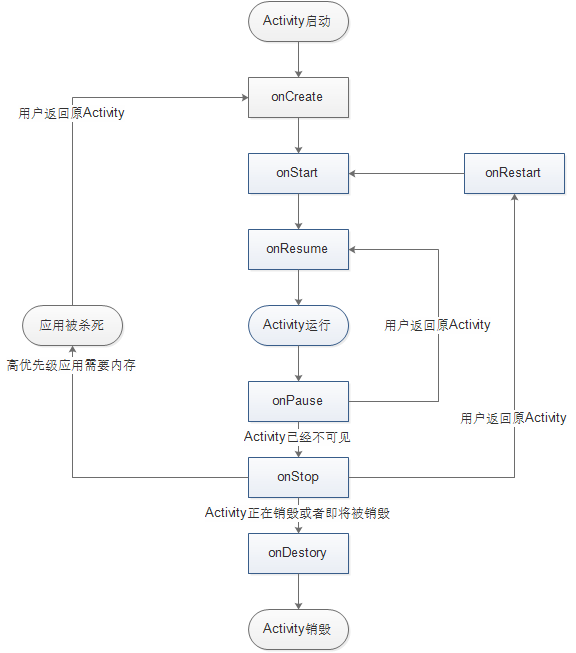 Activity启动
onCreate
用户返回原Activity
onStart
onRestart
onResume
应用被杀死
Activity运行
用户返回原Activity
高优先级应用需要内存
onPause
用户返回原Activity
Activity已经不可见
onStop
Activity正在销毁或者即将被销毁
onDestory
Activity销毁